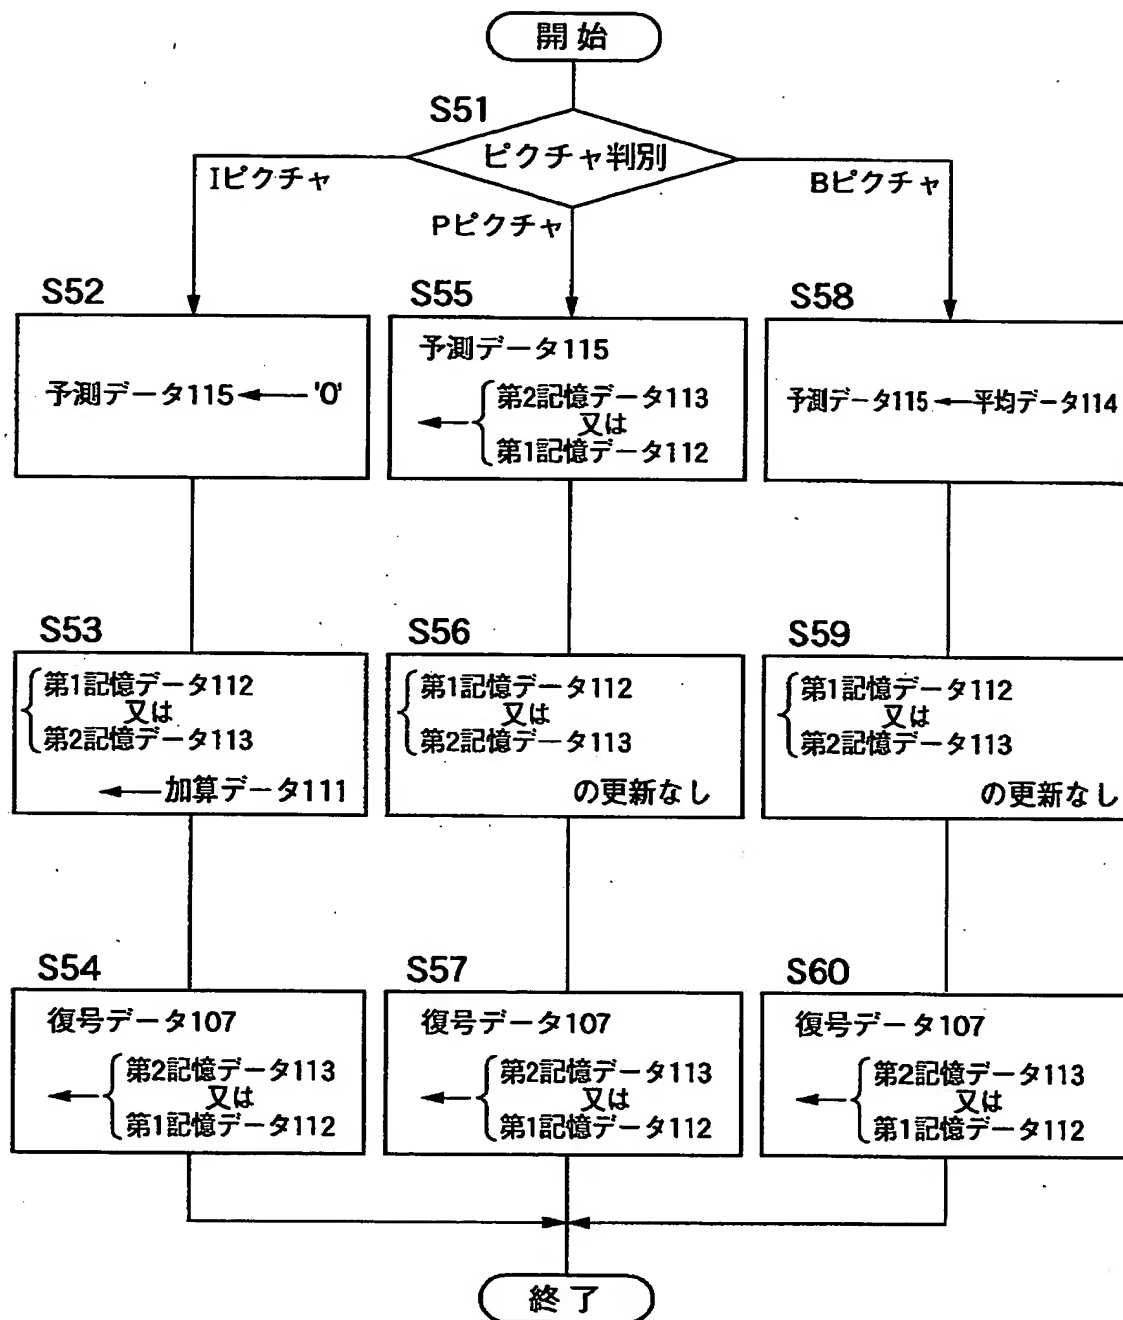 開始
S51
ピクチャ判別
Iピクチャ
Pピクチャ
Bピクチャ
S52
予測データ115 ← '0'
S53
第1記憶データ112
又は
第2記憶データ113
← 加算データ111
S54
復号データ107
← 第2記憶データ113
又は
第1記憶データ112
S55
予測データ115
← 第2記憶データ113
又は
第1記憶データ112
S56
第1記憶データ112
又は
第2記憶データ113
の更新なし
S57
復号データ107
← 第2記憶データ113
又は
第1記憶データ112
S58
予測データ115 ← 平均データ114
S59
第1記憶データ112
又は
第2記憶データ113
の更新なし
S60
復号データ107
← 第2記憶データ113
又は
第1記憶データ112
終了